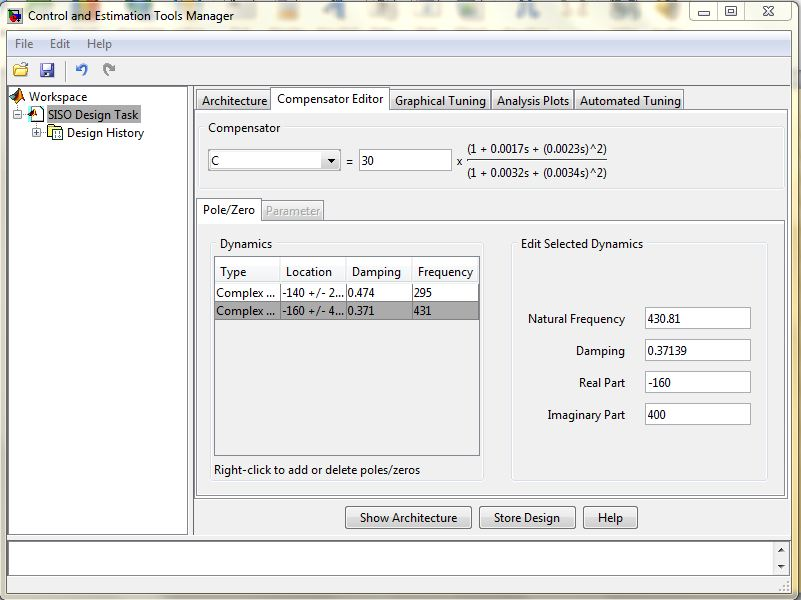 Control and Estimation Tools Manager
File Edit Help
Workspace
SISO Design Task
Design History
Architecture Compensator Editor Graphical Tuning Analysis Plots Automated Tuning
Compensator
C = 30 x (1 + 0.0017s + (0.0023s)^2)
(1 + 0.0032s + (0.0034s)^2)
Pole/Zero Parameter
Dynamics
Type Location Damping Frequency
Complex ... -140 +/- 2... 0.474 295
Complex ... -160 +/- 4... 0.371 431
Right-click to add or delete poles/zeros
Edit Selected Dynamics
Natural Frequency 430.81
Damping 0.37139
Real Part -160
Imaginary Part 400
Show Architecture Store Design Help